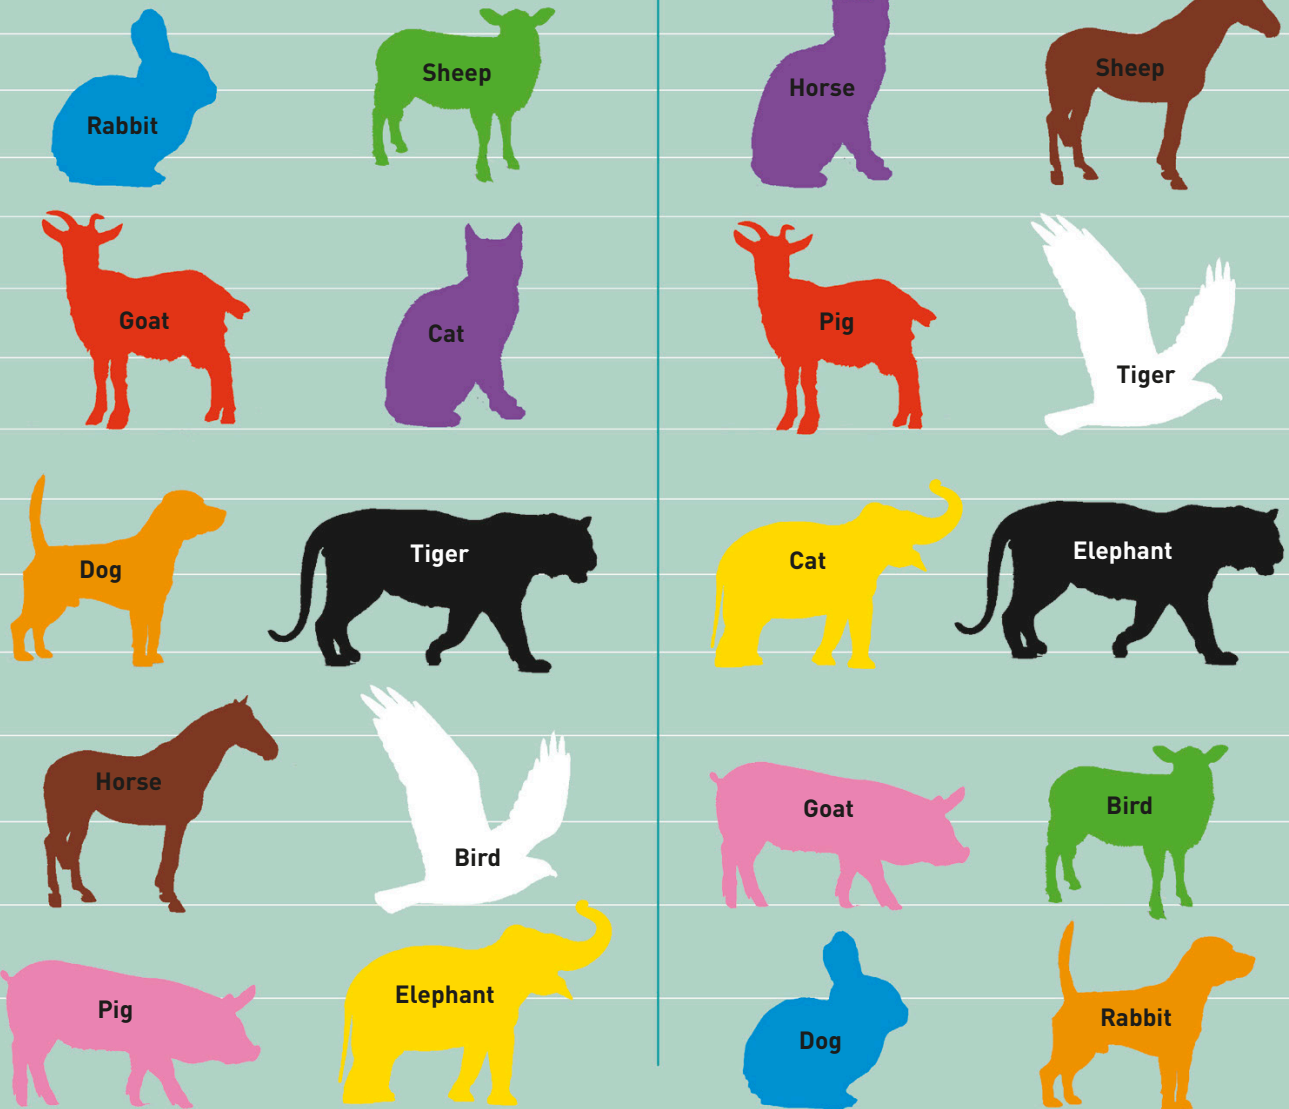 Rabbit
Sheep
Goat
Cat
Dog
Tiger
Horse
Bird
Pig
Elephant
Horse
Sheep
Pig
Tiger
Cat
Elephant
Goat
Bird
Dog
Rabbit